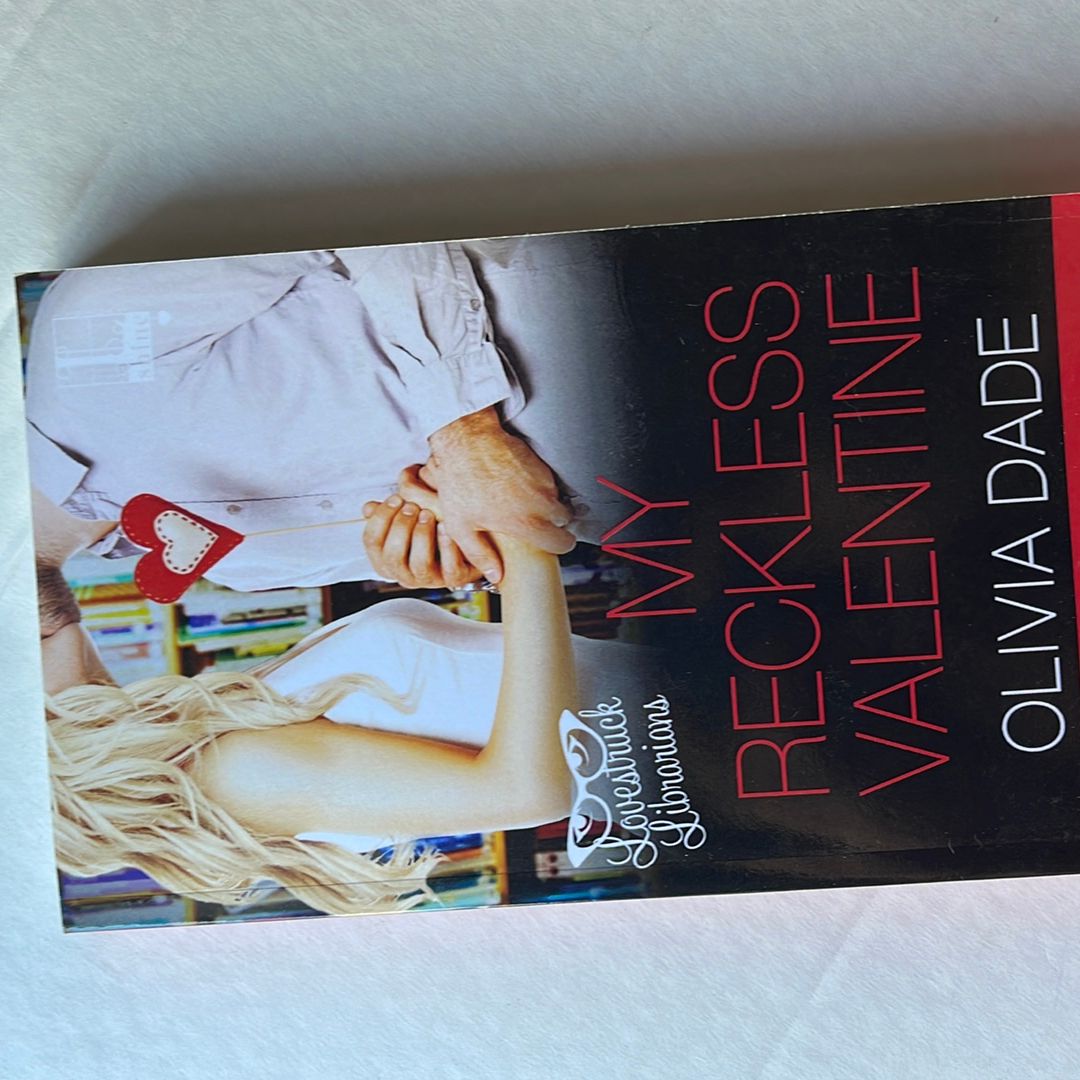 Lovestruck
Librarians
MY
RECKLESS
VALENTINE
OLIVIA DADE